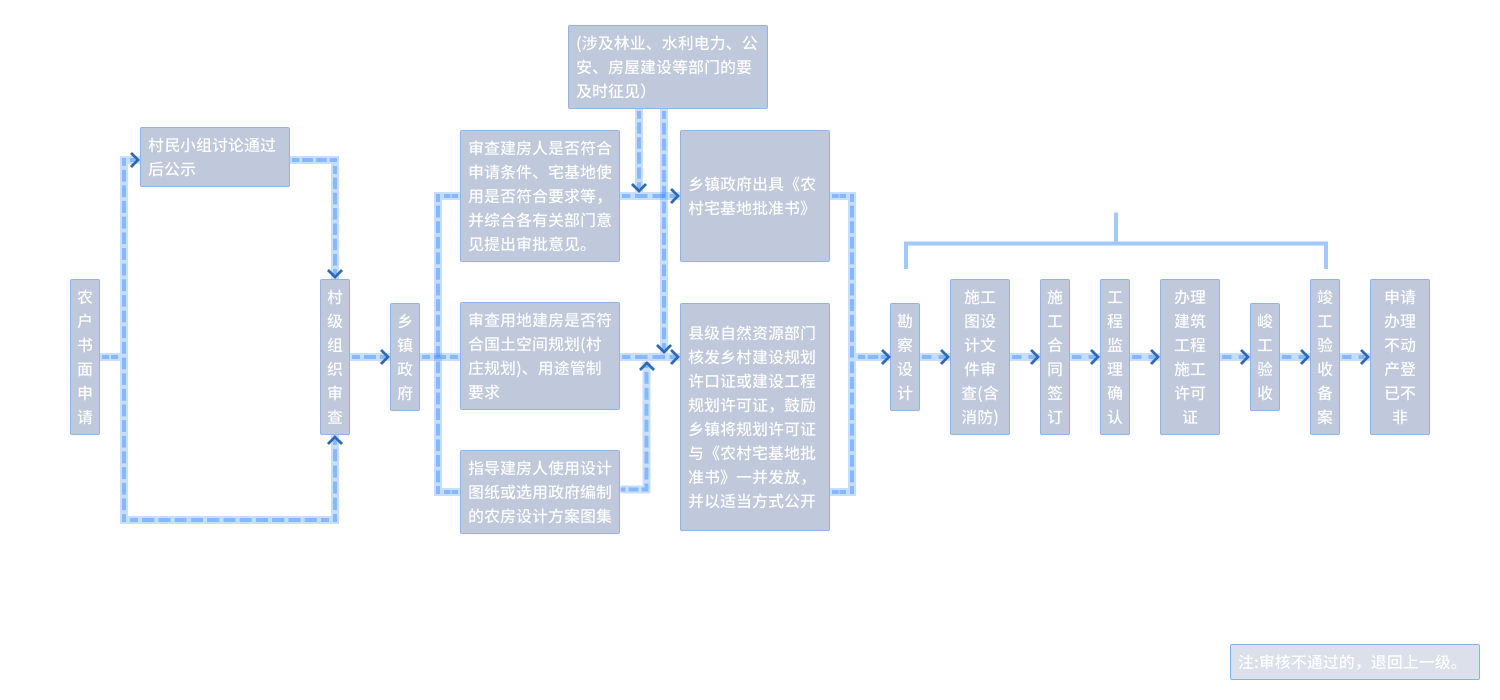 (涉及林业、水利电力、公
安、房屋建设等部门的要
及时征见）
村民小组讨论通过
后公示
农
户
书
面
申
请
村
级
组
织
审
查
乡
镇
政
府
审查建房人是否符合
申请条件、宅基地使
用是否符合要求等，
并综合各有关部门意
见提出审批意见。
审查用地建房是否符
合国土空间规划(村
庄规划)、用途管制
要求
指导建房人使用设计
图纸或选用政府编制
的农房设计方案图集
乡镇政府出具《农
村宅基地批准书》
县级自然资源部门
核发乡村建设规划
许口证或建设工程
规划许可证，鼓励
乡镇将规划许可证
与《农村宅基地批
准书》一并发放，
并以适当方式公开
勘
察
设
计
施工
图设
计文
件审
查(含
消防)
施
工
合
同
签
订
工
程
监
理
确
认
办理
建筑
工程
施工
许可
证
峻
工
验
收
竣
工
验
收
备
案
申请
办理
不动
产登
已不
非
注:审核不通过的，退回上一级。